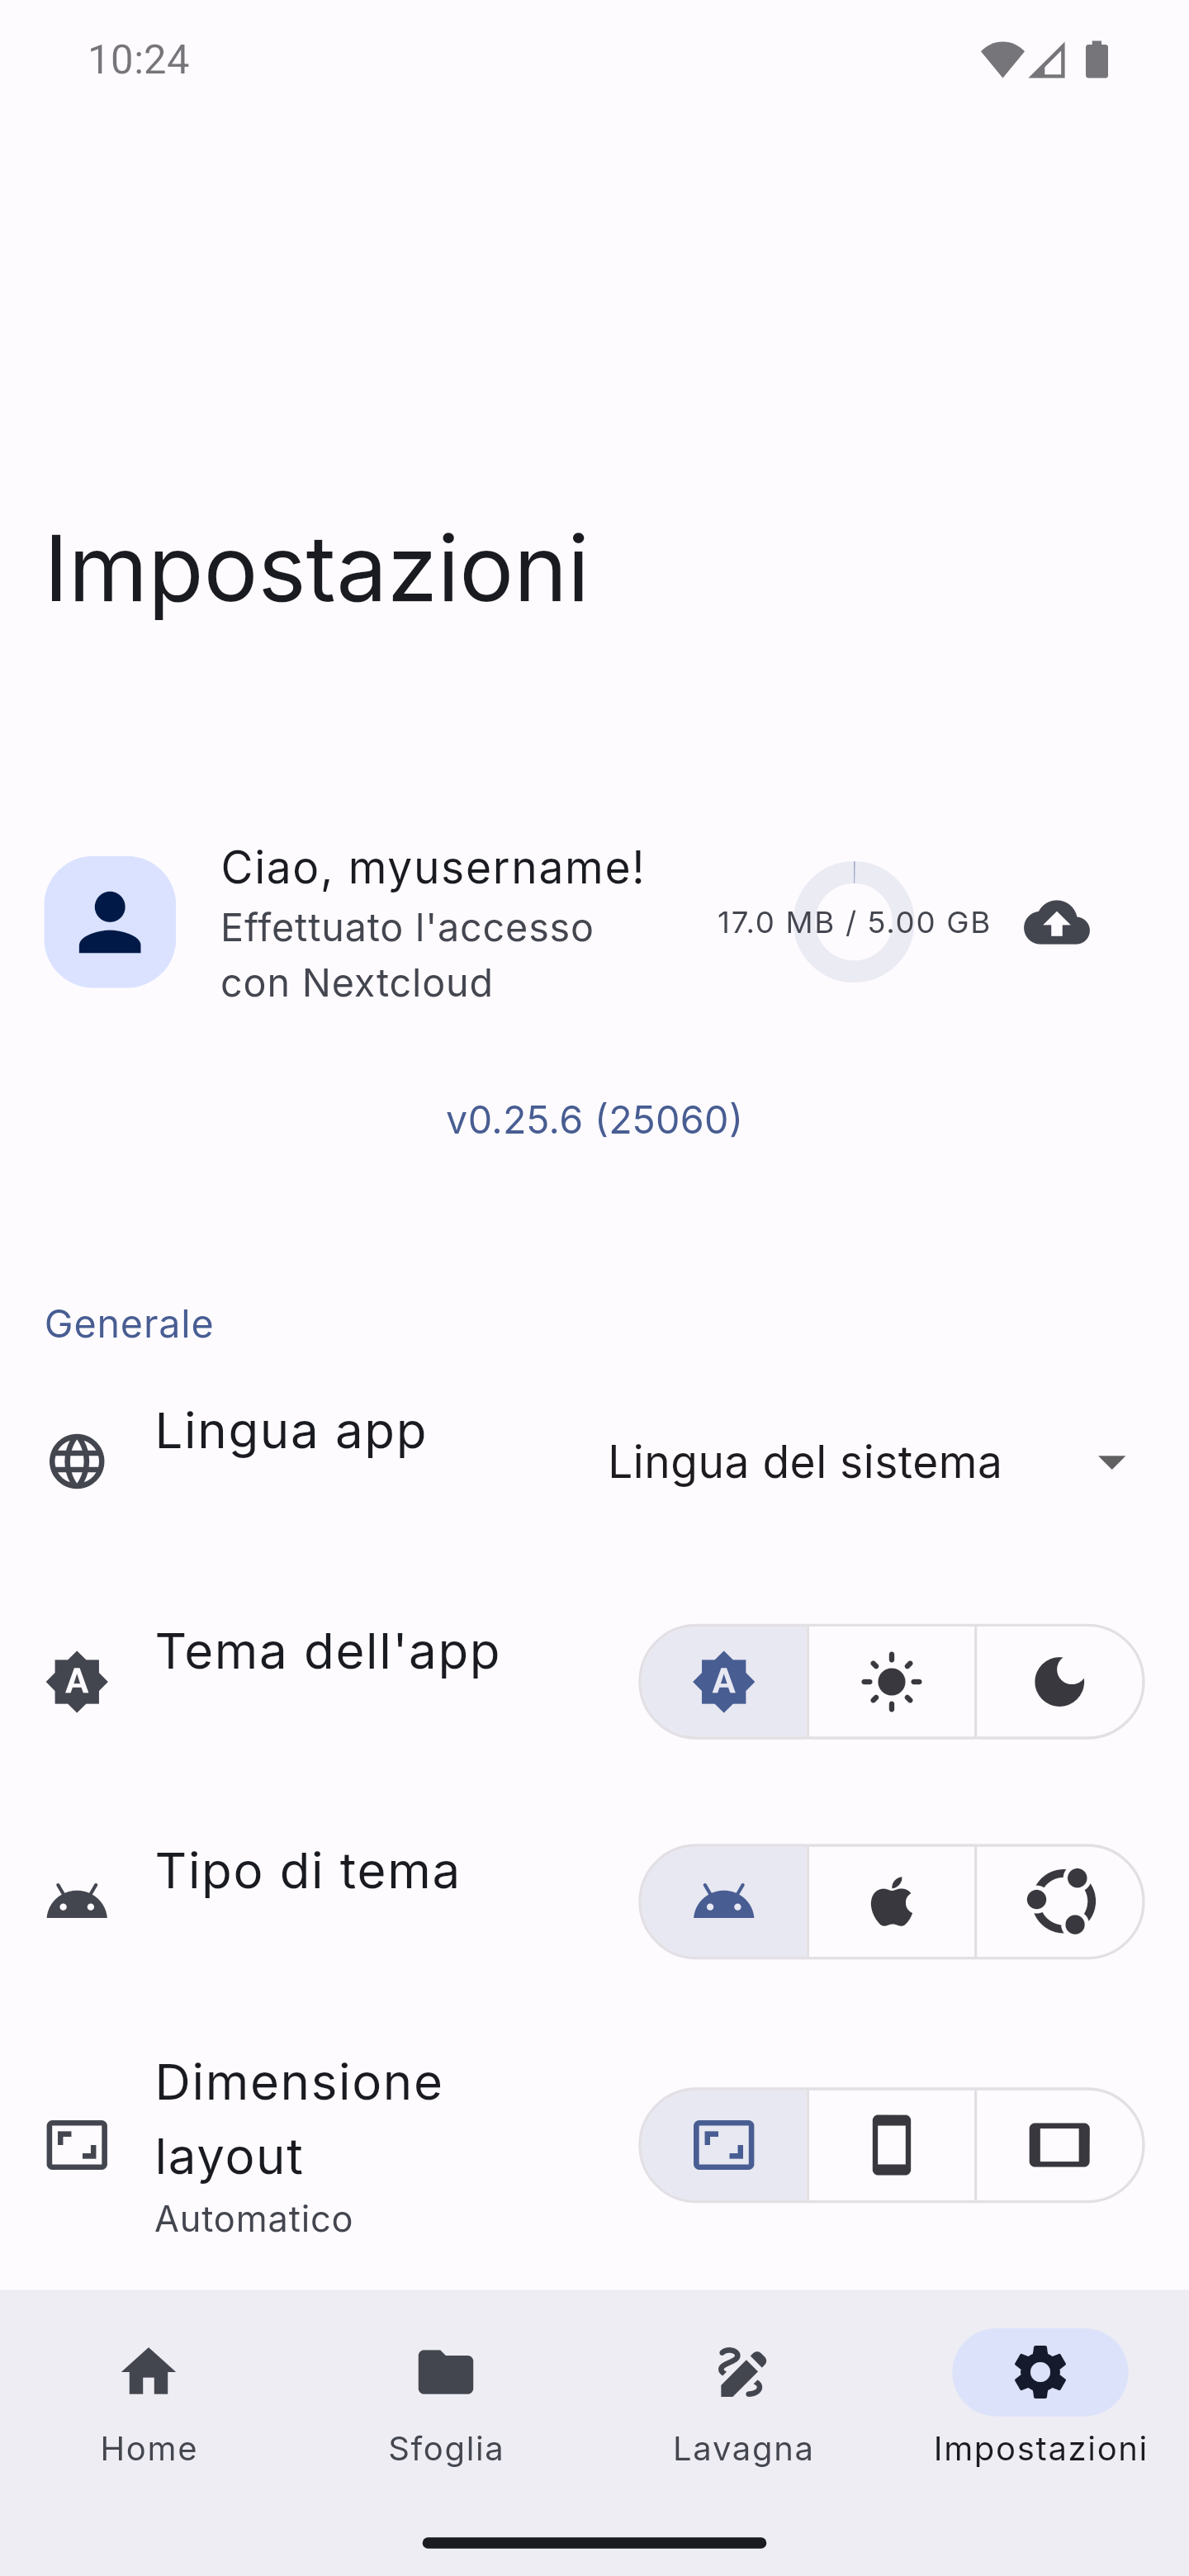 10:24
Impostazioni
Ciao, myusername!
Effettuato l'accesso
con Nextcloud
17.0 MB / 5.00 GB
v0.25.6 (25060)
Generale
Lingua app
Lingua del sistema
Tema dell'app
A
A
Tipo di tema
Dimensione
layout
Automatico
Home
Sfoglia
Lavagna
Impostazioni